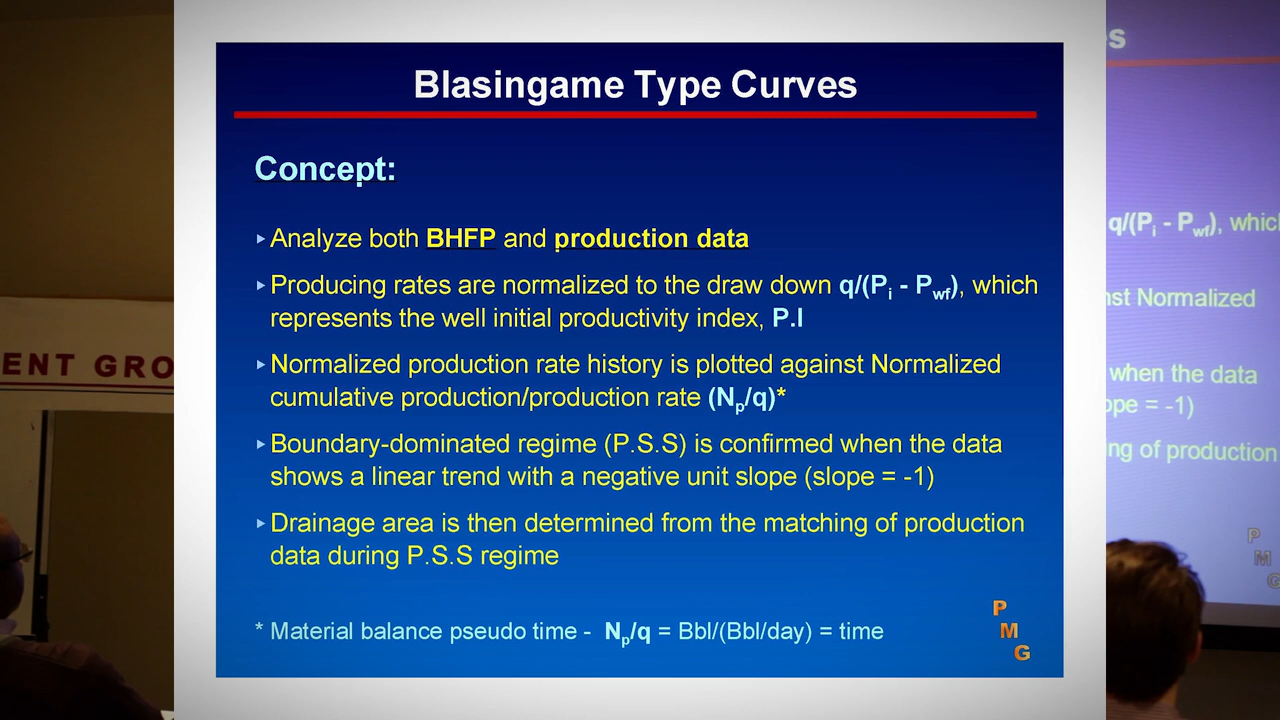 Blasingame Type Curves
Concept:
▸Analyze both BHFP and production data
▸Producing rates are normalized to the draw down q/(Pi - Pwf), which
represents the well initial productivity index, P.I
▸Normalized production rate history is plotted against Normalized
cumulative production/production rate (Np/q)*
▸Boundary-dominated regime (P.S.S) is confirmed when the data
shows a linear trend with a negative unit slope (slope = -1)
▸Drainage area is then determined from the matching of production
data during P.S.S regime
* Material balance pseudo time - Np/q = Bbl/(Bbl/day) = time
P
M
G
ENT GRO
s
q/(Pi - Pwf), whic
Normalized
when the data
= -1)
of production
P
M
G